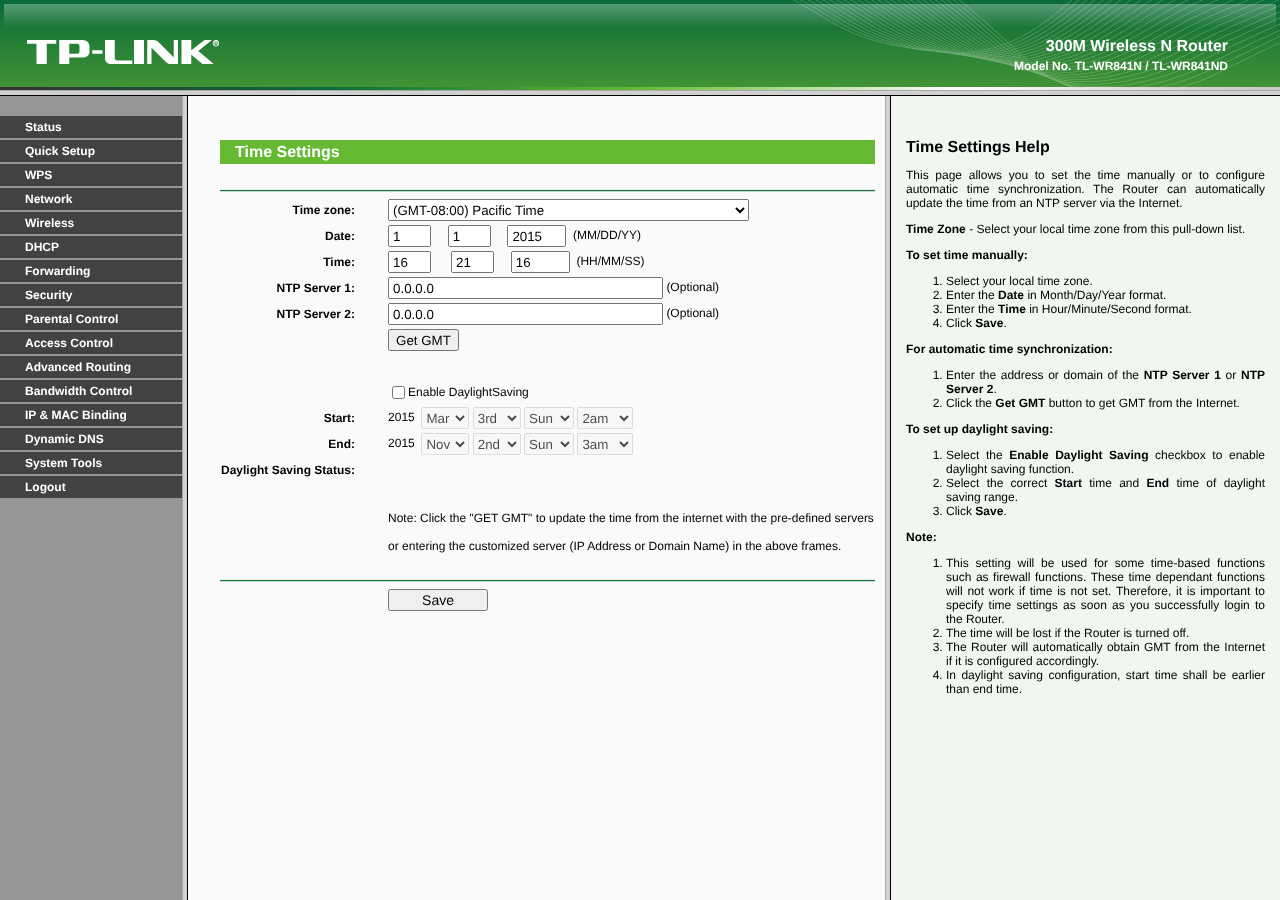 TP-LINK®
300M Wireless N Router
Model No. TL-WR841N / TL-WR841ND
Status
Quick Setup
WPS
Network
Wireless
DHCP
Forwarding
Security
Parental Control
Access Control
Advanced Routing
Bandwidth Control
IP & MAC Binding
Dynamic DNS
System Tools
Logout
Time Settings
Time zone: (GMT-08:00) Pacific Time
Date: 1 1 2015 (MM/DD/YY)
Time: 16 21 16 (HH/MM/SS)
NTP Server 1: 0.0.0.0 (Optional)
NTP Server 2: 0.0.0.0 (Optional)
Get GMT
Enable DaylightSaving
Start: 2015 Mar 3rd Sun 2am
End: 2015 Nov 2nd Sun 3am
Daylight Saving Status:
Note: Click the "GET GMT" to update the time from the internet with the pre-defined servers
or entering the customized server (IP Address or Domain Name) in the above frames.
Save
Time Settings Help
This page allows you to set the time manually or to configure
automatic time synchronization. The Router can automatically
update the time from an NTP server via the Internet.
Time Zone - Select your local time zone from this pull-down list.
To set time manually:
1. Select your local time zone.
2. Enter the Date in Month/Day/Year format.
3. Enter the Time in Hour/Minute/Second format.
4. Click Save.
For automatic time synchronization:
1. Enter the address or domain of the NTP Server 1 or NTP
Server 2.
2. Click the Get GMT button to get GMT from the Internet.
To set up daylight saving:
1. Select the Enable Daylight Saving checkbox to enable
daylight saving function.
2. Select the correct Start time and End time of daylight
saving range.
3. Click Save.
Note:
1. This setting will be used for some time-based functions
such as firewall functions. These time dependant functions
will not work if time is not set. Therefore, it is important to
specify time settings as soon as you successfully login to
the Router.
2. The time will be lost if the Router is turned off.
3. The Router will automatically obtain GMT from the Internet
if it is configured accordingly.
4. In daylight saving configuration, start time shall be earlier
than end time.